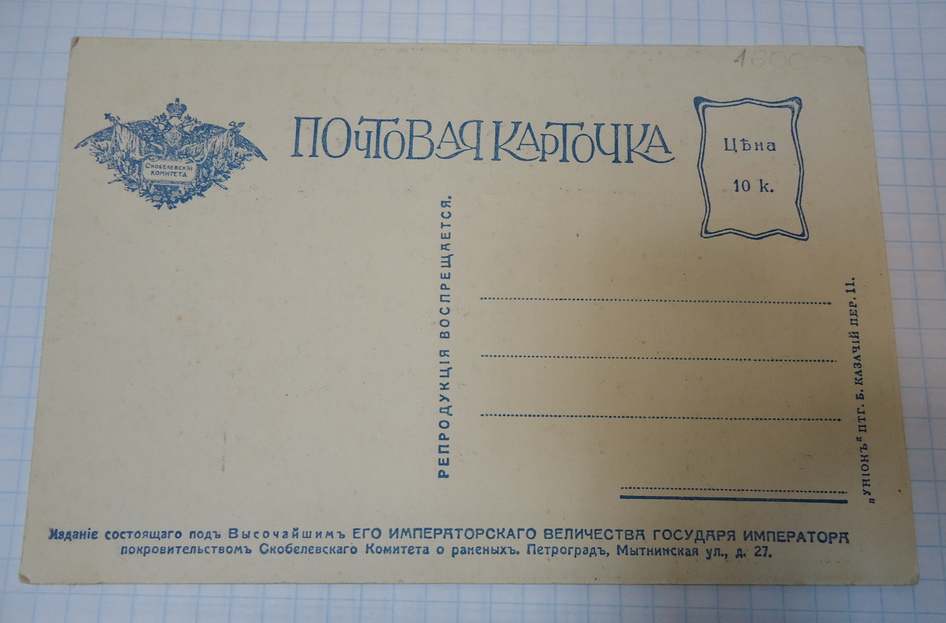 1600
СКОБЕЛЕВСКІЙ
КОМИТЕТА
ПОЧТОВАЯ КАРТОЧКА
Цѣна
10 к.
РЕПРОДУКЦІЯ ВОСПРЕЩАЕТСЯ.
„УНІОНЪ" ПТГ. Б. КАЗАЧІЙ ПЕР. 11.
Изданіе состоящаго подъ Высочайшимъ ЕГО ИМПЕРАТОРСКАГО ВЕЛИЧЕСТВА ГОСУДАРЯ ИМПЕРАТОРА
покровительствомъ Скобелевскаго Комитета о раненыхъ. Петроградъ, Мытнинская ул., д. 27.